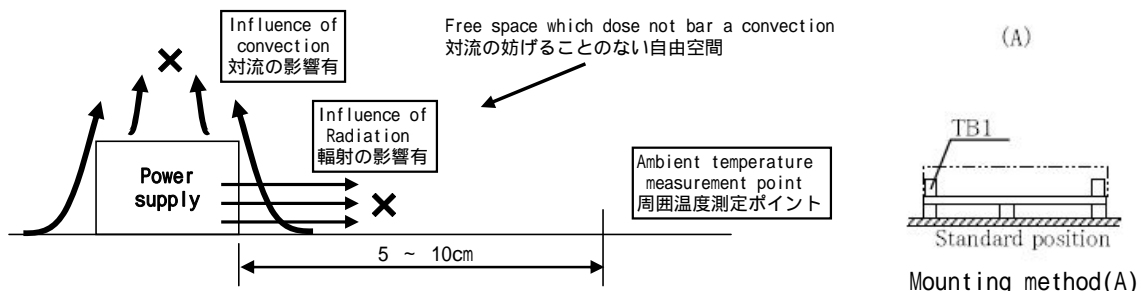 Influence of
convection
対流の影響有
Free space which dose not bar a convection
対流の妨げることのない自由空間
(A)
Influence of
Radiation
輻射の影響有
TB1
Power
supply
Ambient temperature
measurement point
周囲温度測定ポイント
Standard position
5 ~ 10cm
Mounting method(A)